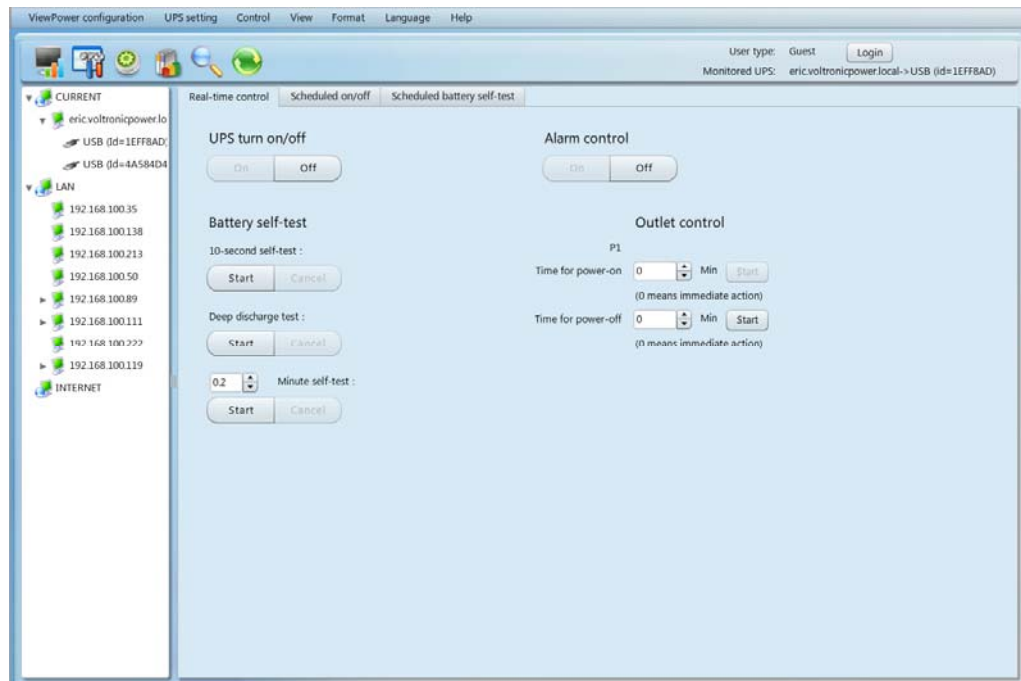 ViewPower configuration UPS setting Control View Format Language Help
User type: Guest Login
Monitored UPS: eric.voltronicpower.local->USB (id=1EFF8AD)
CURRENT
eric.voltronicpower.lo
USB (Id=1EFF8AD)
USB (Id=4A584D4
LAN
192.168.100.35
192.168.100.138
192.168.100.213
192.168.100.50
192.168.100.89
192.168.100.111
192.168.100.222
192.168.100.119
INTERNET
Real-time control Scheduled on/off Scheduled battery self-test
UPS turn on/off
On Off
Alarm control
On Off
Battery self-test
10-second self-test :
Start Cancel
Deep discharge test :
Start Cancel
0.2 Minute self-test :
Start Cancel
Outlet control
P1
Time for power-on 0 Min Start
(0 means immediate action)
Time for power-off 0 Min Start
(0 means immediate action)